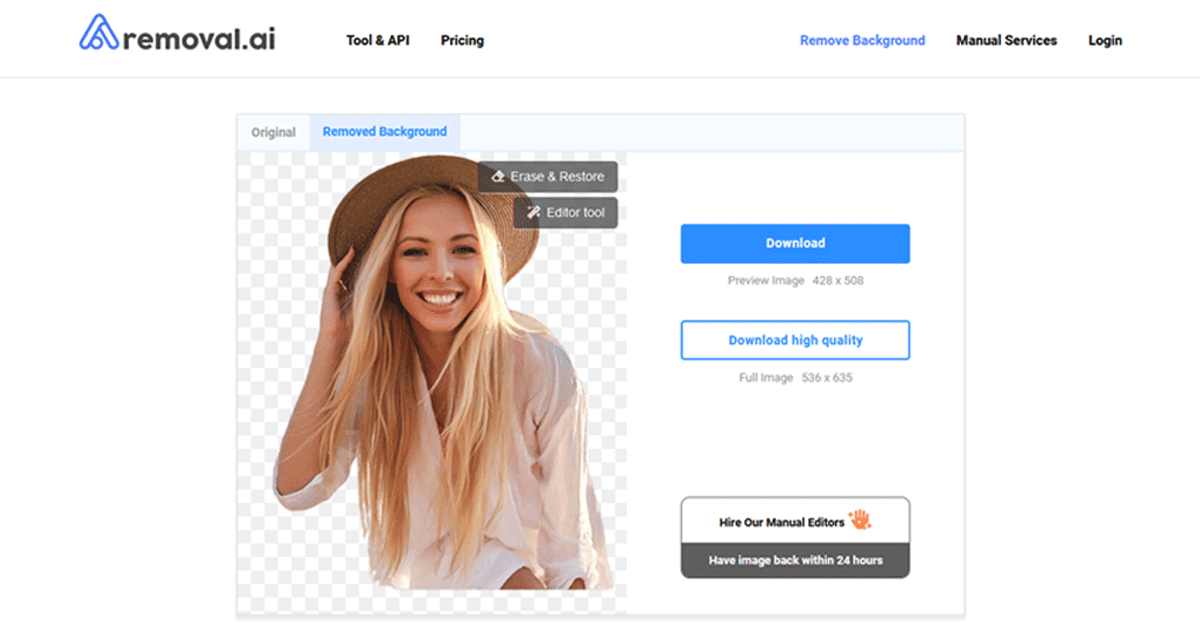 removal.ai
Tool & API
Pricing
Remove Background
Manual Services
Login
Original
Removed Background
Erase & Restore
Editor tool
Download
Preview Image 428 x 508
Download high quality
Full Image 536 x 635
Hire Our Manual Editors
Have image back within 24 hours